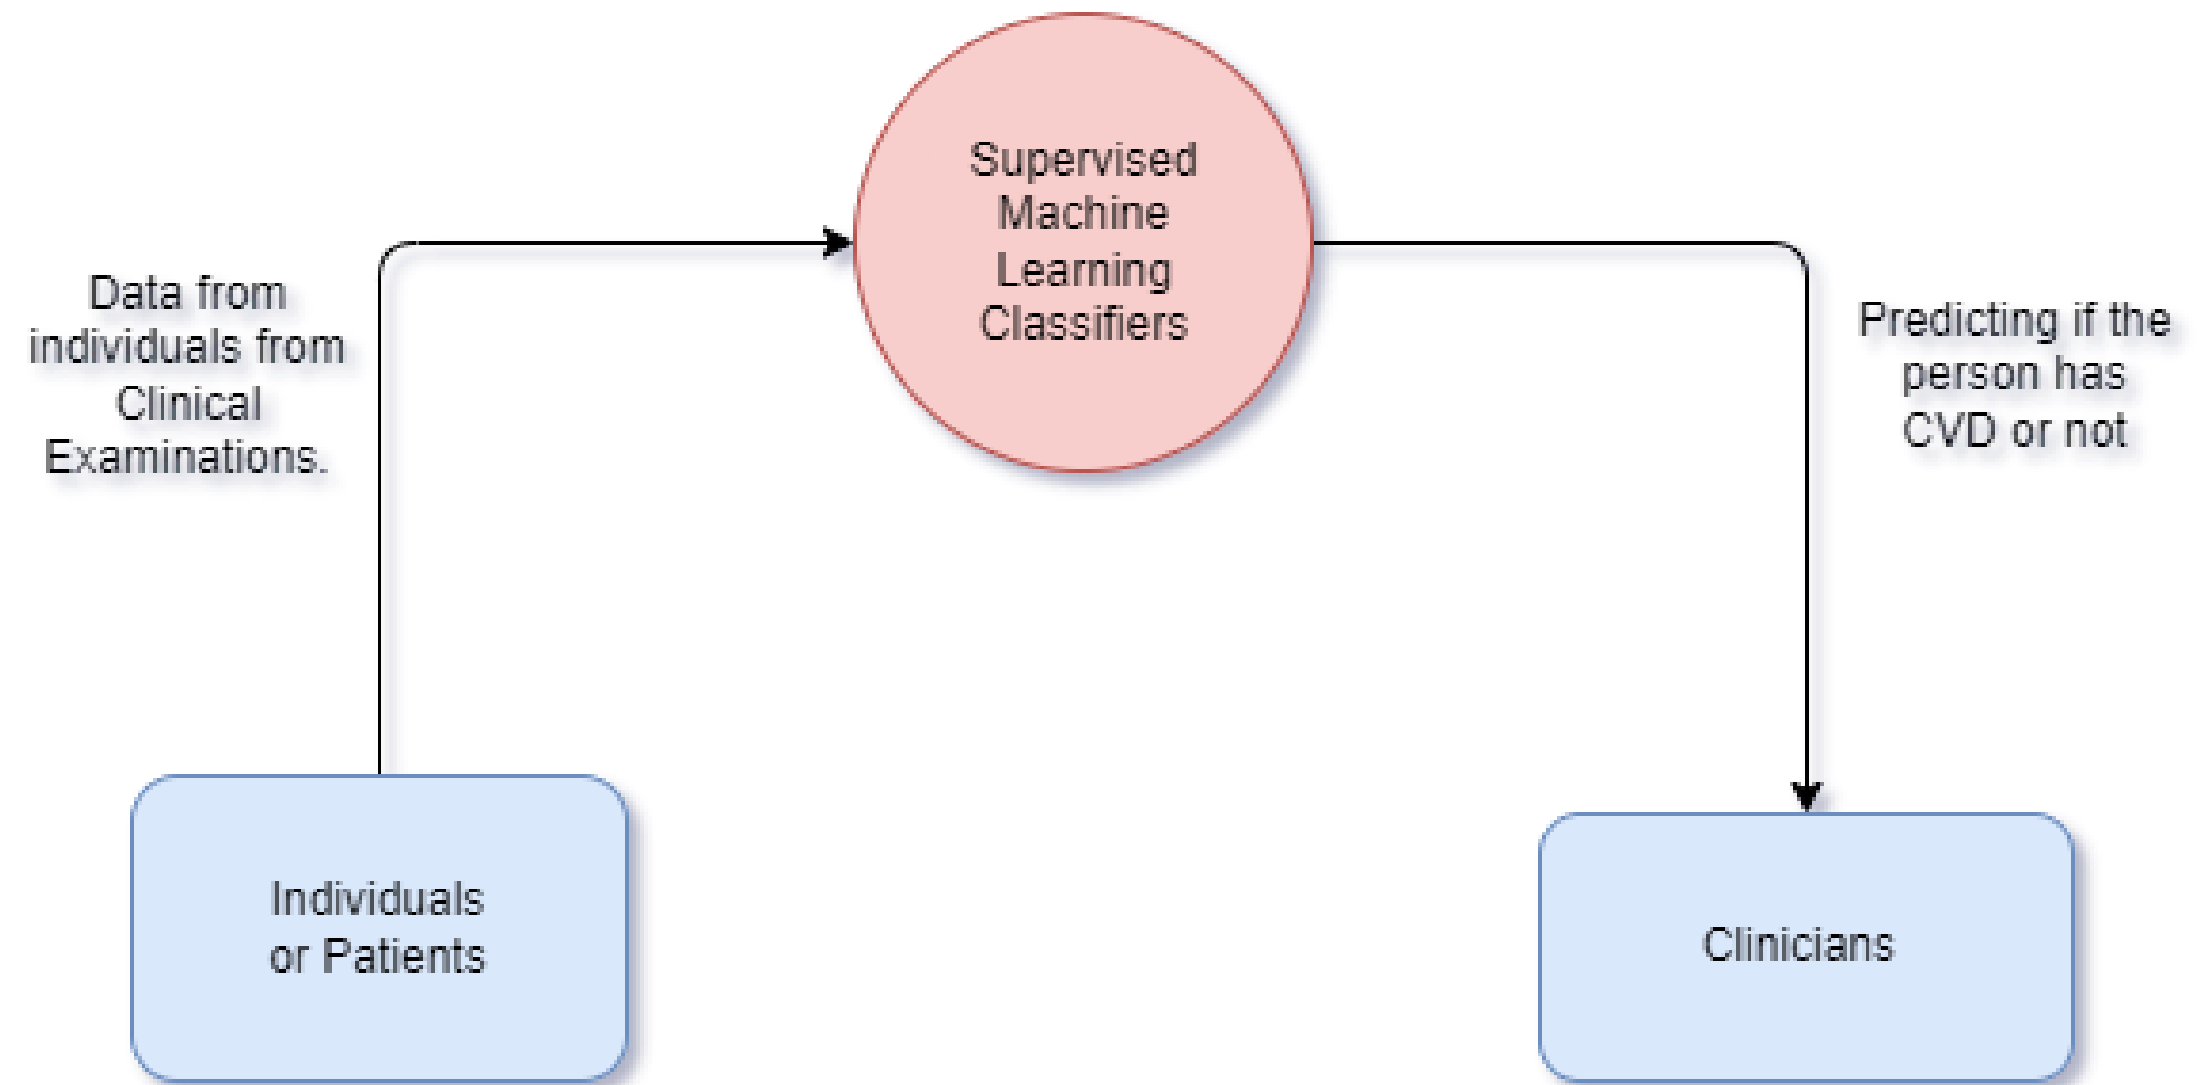 Supervised
Machine
Learning
Classifiers
Data from
individuals from
Clinical
Examinations.
Predicting if the
person has
CVD or not
Individuals
or Patients
Clinicians